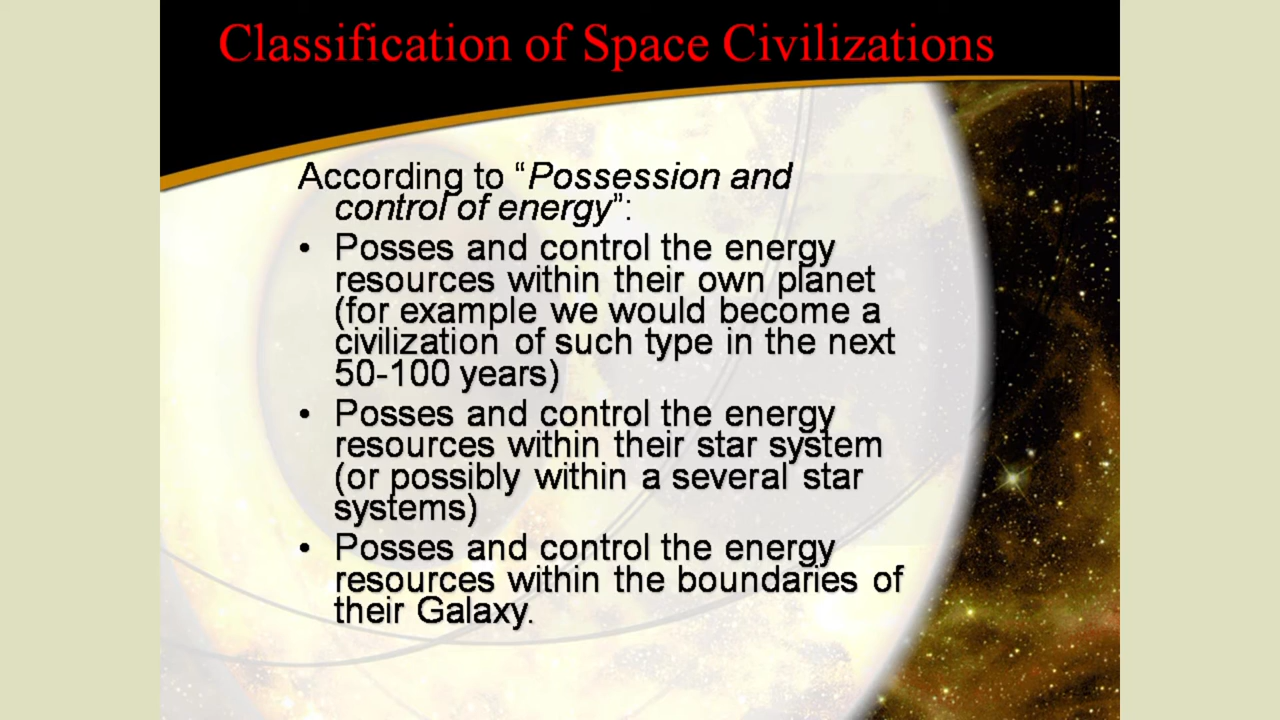 Classification of Space Civilizations
According to “Possession and
control of energy”:
• Posses and control the energy
resources within their own planet
(for example we would become a
civilization of such type in the next
50-100 years)
• Posses and control the energy
resources within their star system
(or possibly within a several star
systems)
• Posses and control the energy
resources within the boundaries of
their Galaxy.